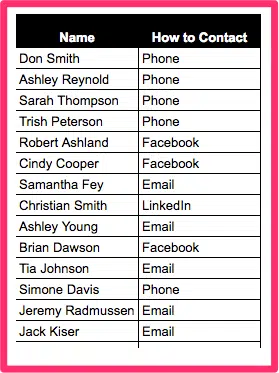 Name How to Contact
Don Smith Phone
Ashley Reynold Phone
Sarah Thompson Phone
Trish Peterson Phone
Robert Ashland Facebook
Cindy Cooper Facebook
Samantha Fey Email
Christian Smith LinkedIn
Ashley Young Email
Brian Dawson Facebook
Tia Johnson Email
Simone Davis Phone
Jeremy Radmussen Email
Jack Kiser Email